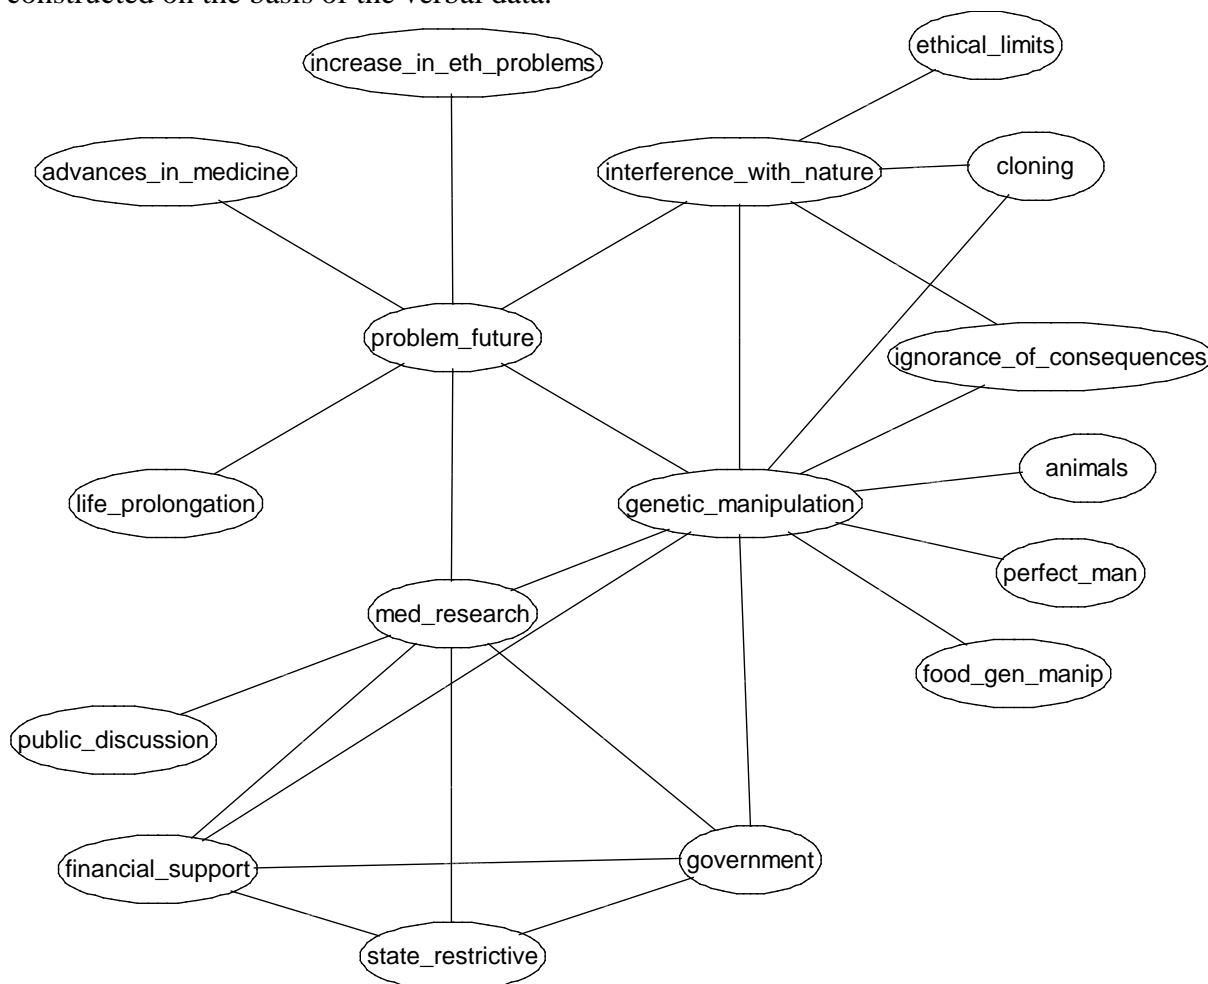 constructed on the basis of the verbal data.
ethical_limits
increase_in_eth_problems
advances_in_medicine
interference_with_nature
cloning
problem_future
ignorance_of_consequences
animals
life_prolongation
genetic_manipulation
perfect_man
med_research
food_gen_manip
public_discussion
financial_support
government
state_restrictive